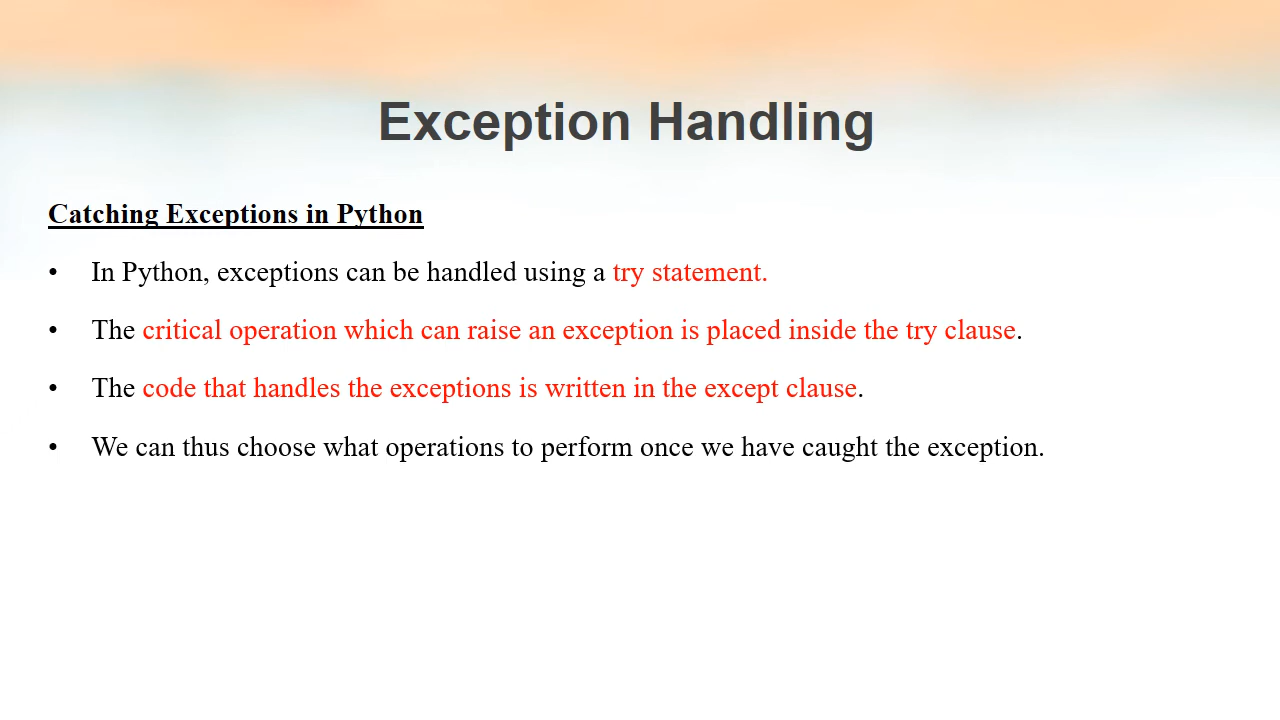 Exception Handling
Catching Exceptions in Python
• In Python, exceptions can be handled using a try statement.
• The critical operation which can raise an exception is placed inside the try clause.
• The code that handles the exceptions is written in the except clause.
• We can thus choose what operations to perform once we have caught the exception.